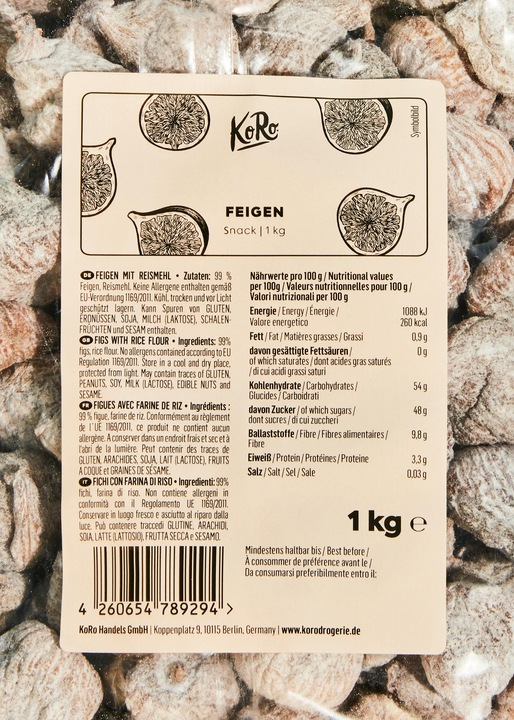 KoRo
Symbolbild
FEIGEN
Snack | 1 kg
DE FEIGEN MIT REISMEHL • Zutaten: 99 %
Feigen, Reismehl. Keine Allergene enthalten gemäß
EU-Verordnung 1169/2011. Kühl, trocken und vor Licht
geschützt lagern. Kann Spuren von GLUTEN,
ERDNÜSSEN, SOJA, MILCH (LAKTOSE), SCHALEN-
FRÜCHTEN und SESAM enthalten.
EN FIGS WITH RICE FLOUR • Ingredients: 99%
figs, rice flour. No allergens contained according to EU
Regulation 1169/2011. Store in a cool and dry place,
protected from light. May contain traces of GLUTEN,
PEANUTS, SOY, MILK (LACTOSE), EDIBLE NUTS and
SESAME.
FR FIGUES AVEC FARINE DE RIZ • Ingrédients :
99 % figue, farine de riz. Conformément au règlement
de l'UE 1169/2011, ce produit ne contient aucun
allergène. A conserver dans un endroit frais et sec et à
l'abri de la lumière. Peut contenir des traces de
GLUTEN, ARACHIDES, SOJA, LAIT (LACTOSE), FRUITS
A COQUE et GRAINES DE SÉSAME.
IT FICHI CON FARINA DI RISO • Ingredienti: 99%
fichi, farina di riso. Non contiene allergeni in
conformità con il Regolamento UE 1169/2011.
Conservare in luogo fresco e asciutto al riparo dalla
luce. Può contenere traccedi GLUTINE, ARACHIDI,
SOIA, LATTE (LATTOSIO), FRUTTA SECCA e SESAMO.
4 260654 789294 >
Nährwerte pro 100 g / Nutritional values
per 100g / Valeurs nutritionnelles pour 100 g /
Valori nutrizionali per 100 g
Energie / Energy / Énergie / 1088 kJ
Valore energetico 260 kcal
Fett / Fat / Matières grasses / Grassi 0,9 g
davon gesättigte Fettsäuren / 0 g
of which saturates / dont acides gras saturés
/ di cui acidi grassi saturi
Kohlenhydrate / Carbohydrates / 54 g
Glucides / Carboidrati
davon Zucker / of which sugars / 48 g
dont sucres / di cui zuccheri
Ballaststoffe / Fibre / Fibres alimentaires / 9,8 g
Fibre
Eiweiß / Protein / Protéines / Proteine 3,3 g
Salz / Salt / Sel / Sale 0,03 g
1 kg ℮
Mindestens haltbar bis / Best before /
À consommer de préférence avant le /
Da consumarsi preferibilmente entro il:
KoRo Handels GmbH | Koppenplatz 9, 10115 Berlin, Germany | www.korodrogerie.de